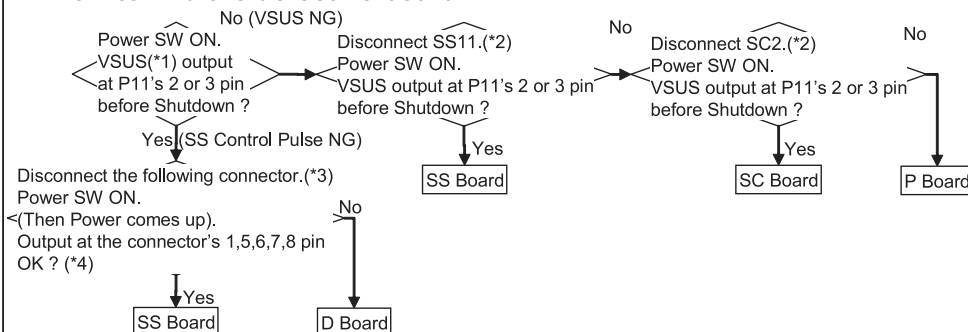 No (VSUS NG)
Power SW ON.
VSUS(*1) output
at P11's 2 or 3 pin
before Shutdown ?
Disconnect SS11.(*2)
Power SW ON.
VSUS output at P11's 2 or 3 pin
before Shutdown ?
No
Disconnect SC2.(*2)
Power SW ON.
VSUS output at P11's 2 or 3 pin
before Shutdown ?
No
Yes (SS Control Pulse NG)
Yes
Yes
SS Board
SC Board
P Board
Disconnect the following connector.(*3)
Power SW ON.
(Then Power comes up).
Output at the connector's 1,5,6,7,8 pin
OK ? (*4)
No
Yes
SS Board
D Board